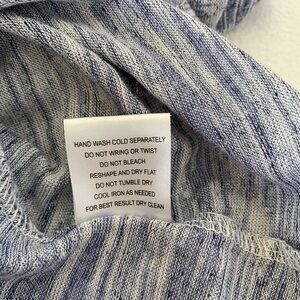 HAND WASH COLD SEPARATELY
DO NOT WRING OR TWIST
DO NOT BLEACH
RESHAPE AND DRY FLAT
DO NOT TUMBLE DRY
COOL IRON AS NEEDED
FOR BEST RESULT DRY CLEAN